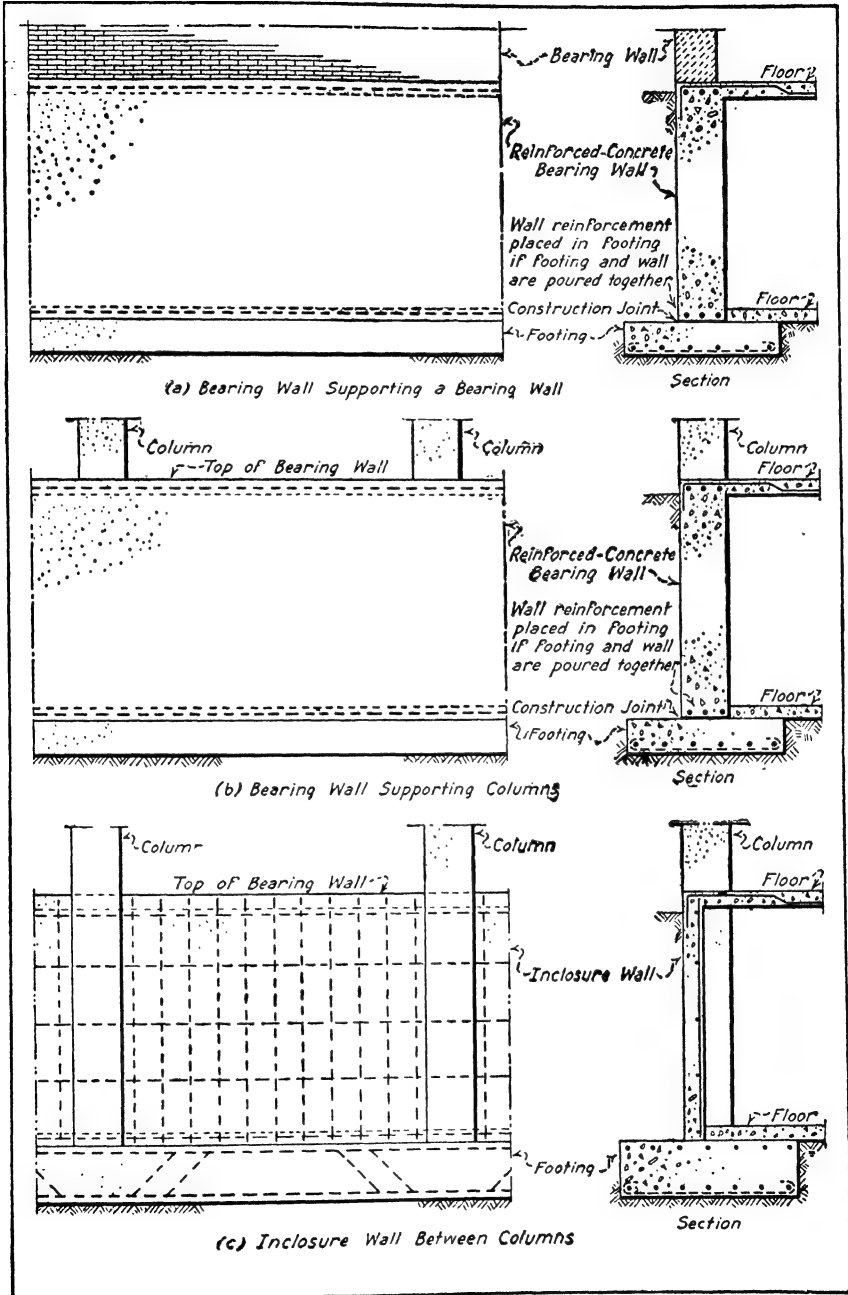 Bearing Wall
Floor
Reinforced-Concrete
Bearing Wall
Wall reinforcement
placed in footing
if footing and wall
are poured together
Construction Joint
Floor
Footing
(a) Bearing Wall Supporting a Bearing Wall
Section
Column
Column
Column
Top of Bearing Wall
Floor
Reinforced-Concrete
Bearing Wall
Wall reinforcement
placed in footing
if footing and wall
are poured together
Construction Joint
Floor
Footing
(b) Bearing Wall Supporting Columns
Section
Column
Column
Column
Top of Bearing Wall
Floor
Inclosure Wall
Floor
Footing
(c) Inclosure Wall Between Columns
Section